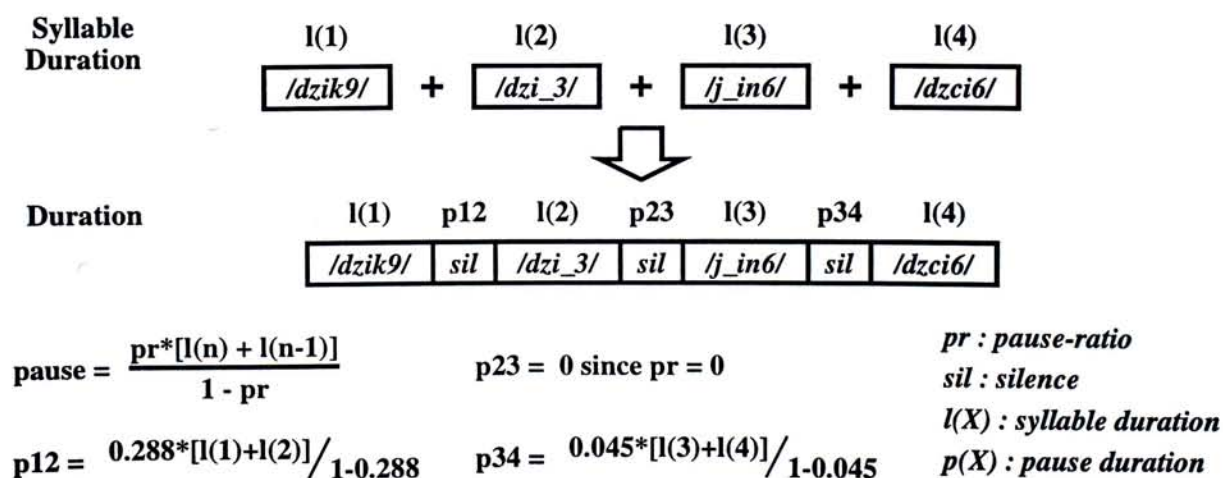 Syllable
Duration
l(1) l(2) l(3) l(4)
/dzik9/ + /dzi_3/ + /j_in6/ + /dzci6/
Duration
l(1) p12 l(2) p23 l(3) p34 l(4)
/dzik9/ sil /dzi_3/ sil /j_in6/ sil /dzci6/
pause = pr*[l(n) + l(n-1)] / 1 - pr
p23 = 0 since pr = 0
p12 = 0.288*[l(1)+l(2)]/1-0.288
p34 = 0.045*[l(3)+l(4)]/1-0.045
pr : pause-ratio
sil : silence
l(X) : syllable duration
p(X) : pause duration